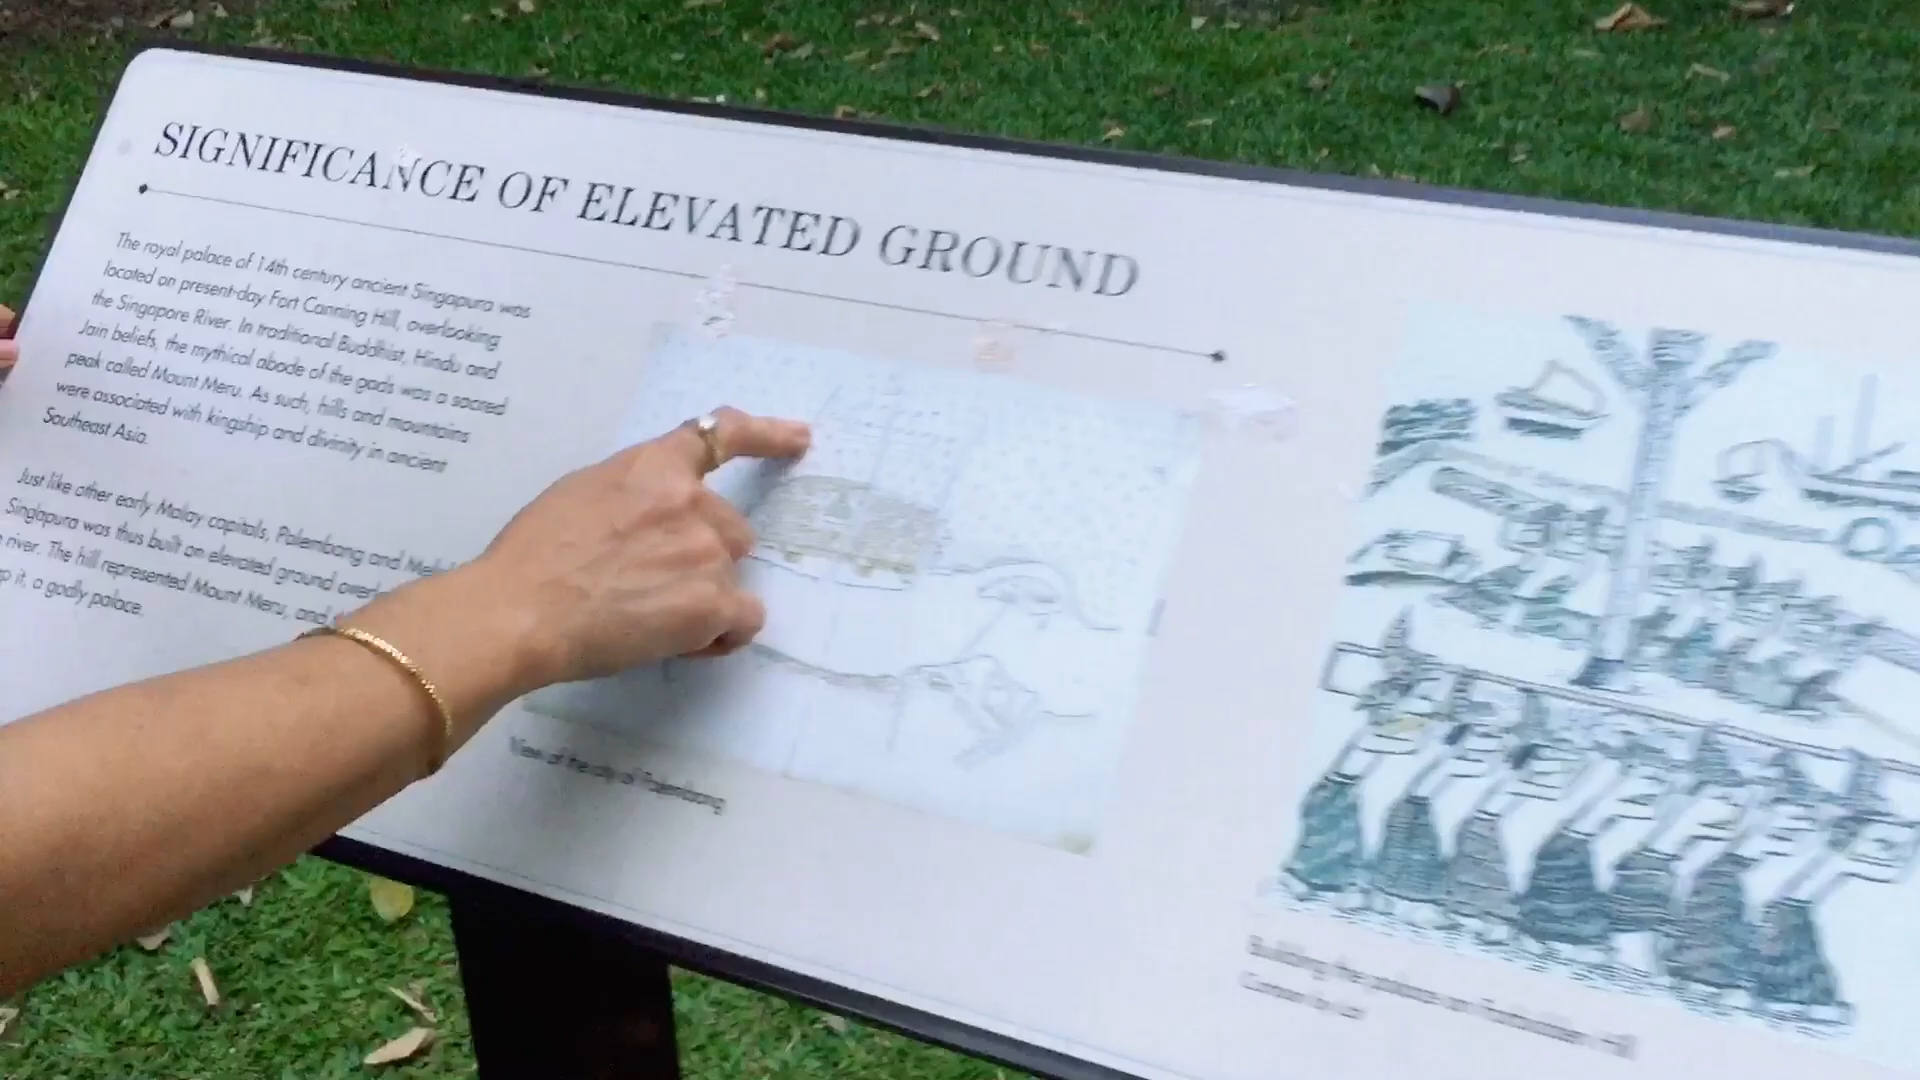 SIGNIFICANCE OF ELEVATED GROUND
The royal palace of 14th century ancient Singapura was
located on present-day Fort Canning Hill, overlooking
the Singapore River. In traditional Buddhist, Hindu and
Jain beliefs, the mythical abode of the gods was a sacred
peak called Mount Meru. As such, hills and mountains
were associated with kingship and divinity in ancient
Southeast Asia.
Just like other early Malay capitals, Palembang and
Singapura was thus built on elevated ground
river. The hill represented Mount Meru, and
it, a godly palace.
View of the city of Palembang
Building the palace on